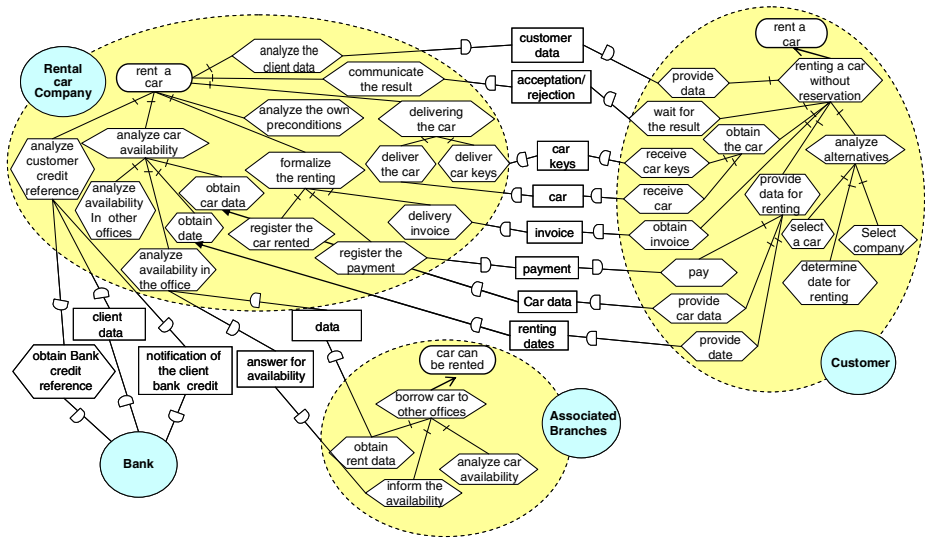 Rental
car
Company
rent a
car
analyze the
client data
communicate
the result
analyze the own
preconditions
delivering
the car
analyze
customer
credit
reference
analyze car
availability
analyze
availability
In other
offices
obtain
car data
obtain
date
formalize
the renting
deliver
the car
deliver
car keys
register the
car rented
delivery
invoice
register the
payment
analyze
availability in
the office
customer
data
acceptation/
rejection
car
keys
car
invoice
payment
Car data
renting
dates
rent a
car
renting a car
without
reservation
provide
data
wait for
the result
obtain
the car
analyze
alternatives
receive
car keys
receive
car
provide
data for
renting
obtain
invoice
select
a car
Select
company
pay
determine
date for
renting
provide
car data
provide
date
Customer
client
data
data
obtain Bank
credit
reference
notification of
the client
bank credit
answer for
availability
Bank
car can
be rented
borrow car to
other offices
Associated
Branches
obtain
rent data
analyze car
availability
inform the
availability